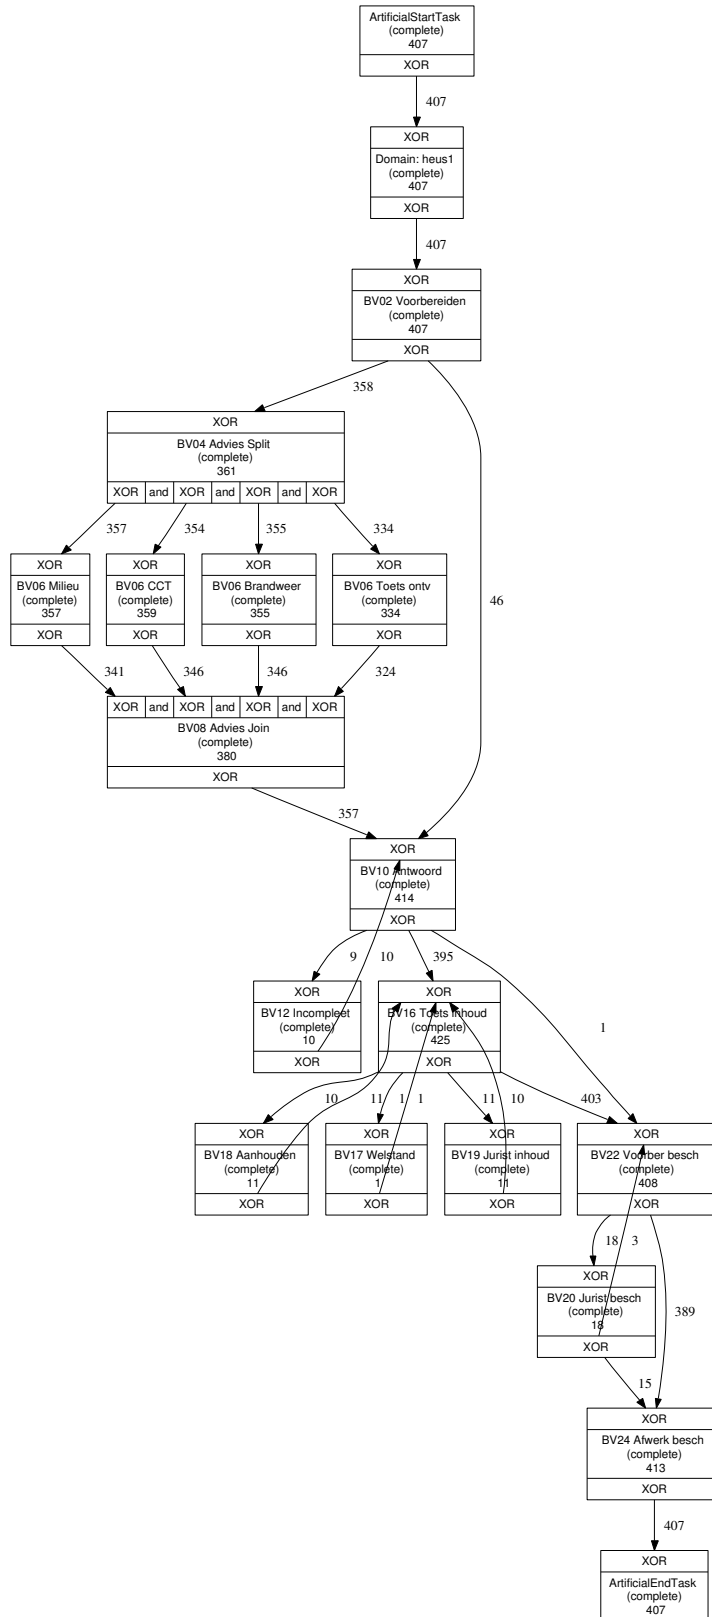 ArtificialStartTask
(complete)
407
XOR
407
XOR
Domain: heus1
(complete)
407
XOR
407
XOR
BV02 Voorbereiden
(complete)
407
XOR
358
46
XOR
BV04 Advies Split
(complete)
361
XOR and XOR and XOR and XOR
357 354 355 334
XOR XOR XOR XOR
BV06 Milieu BV06 CCT BV06 Brandweer BV06 Toets ontv
(complete) (complete) (complete) (complete)
357 359 355 334
XOR XOR XOR XOR
341 346 346 324
XOR and XOR and XOR and XOR
BV08 Advies Join
(complete)
380
XOR
357
XOR
BV10 Antwoord
(complete)
414
XOR
9 10 395 1
XOR XOR
BV12 Incompleet BV16 Toets inhoud
(complete) (complete)
10 425
XOR XOR
10 11 1 1 11 10 403
XOR XOR XOR XOR
BV18 Aanhouden BV17 Welstand BV19 Jurist inhoud BV22 Voorber besch
(complete) (complete) (complete) (complete)
11 1 11 408
XOR XOR XOR XOR
18 3 389
XOR
BV20 Jurist besch
(complete)
18
XOR
15
XOR
BV24 Afwerk besch
(complete)
413
XOR
407
XOR
ArtificialEndTask
(complete)
407